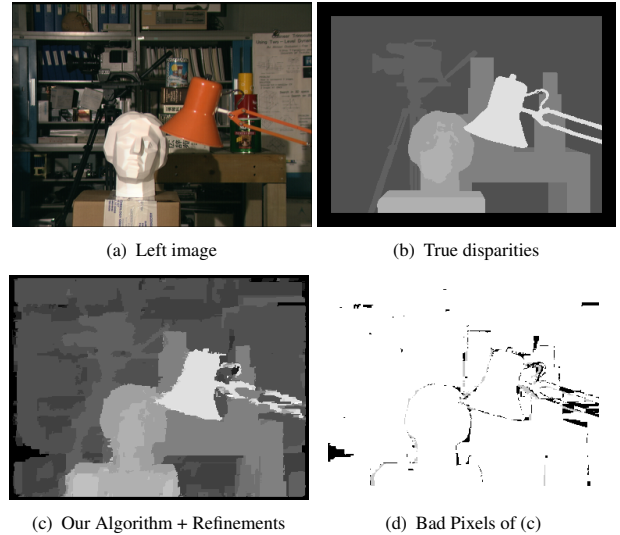 (a) Left image
(b) True disparities
(c) Our Algorithm + Refinements
(d) Bad Pixels of (c)